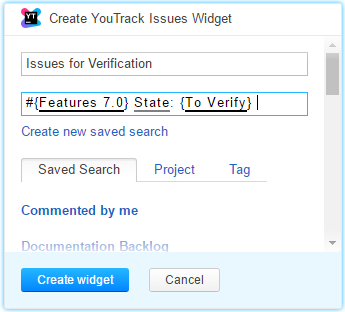 YT
Create YouTrack Issues Widget
Issues for Verification
#{Features 7.0} State: {To Verify}
Create new saved search
Saved Search Project Tag
Commented by me
Documentation Backlog
Create widget Cancel